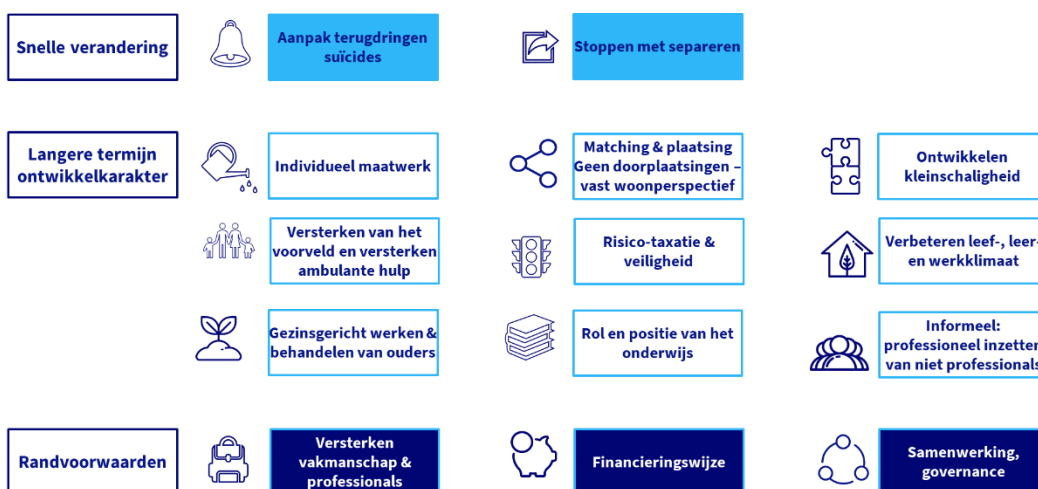 Snelle verandering
Aanpak terugdringen
suïcides
Stoppen met separeren
Langere termijn
ontwikkelkarakter
Individueel maatwerk
Matching & plaatsing
Geen doorplaatsingen –
vast woonperspectief
Ontwikkelen
kleinschaligheid
Versterken van het
voorveld en versterken
ambulante hulp
Risico-taxatie &
veiligheid
Verbeteren leef-, leer-
en werkklimaat
Gezinsgericht werken &
behandelen van ouders
Rol en positie van het
onderwijs
Informeel:
professioneel inzetten
van niet professionals
Randvoorwaarden
Versterken
vakmanschap &
professionals
Financieringswijze
Samenwerking,
governance